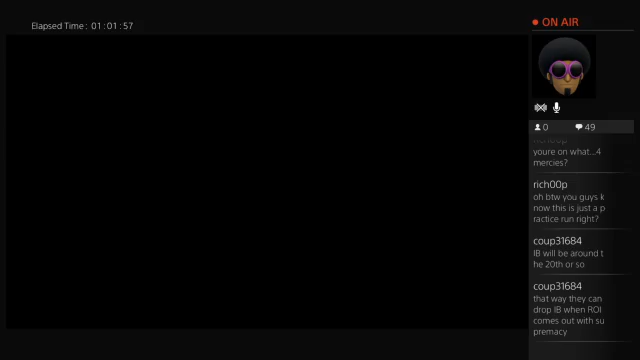 Elapsed Time : 01:01:57
ON AIR
0 49
youre on what...4
mercies?
rich00p
oh btw you guys k
now this is just a p
ractice run right?
coup31684
IB will be around t
he 20th or so
coup31684
that way they can
drop IB when ROI
comes out with su
premacy